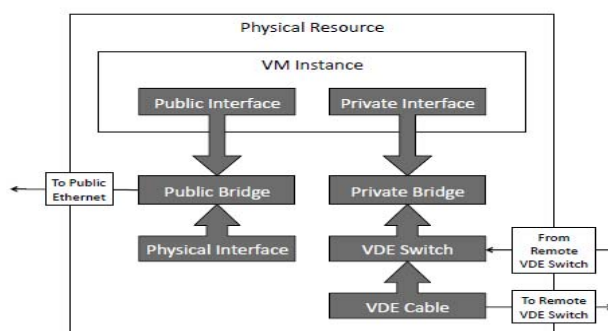 Physical Resource
VM Instance
Public Interface
Private Interface
To Public
Ethernet
Public Bridge
Private Bridge
Physical Interface
VDE Switch
From
Remote
VDE Switch
VDE Cable
To Remote
VDE Switch